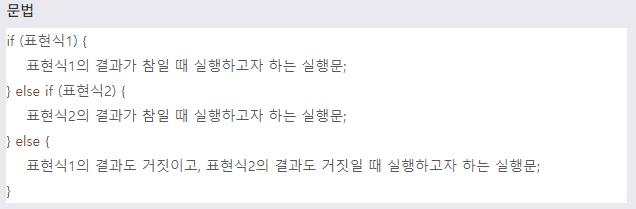 문법
if (표현식1) {
표현식1의 결과가 참일 때 실행하고자 하는 실행문;
} else if (표현식2) {
표현식2의 결과가 참일 때 실행하고자 하는 실행문;
} else {
표현식1의 결과도 거짓이고, 표현식2의 결과도 거짓일 때 실행하고자 하는 실행문;
}